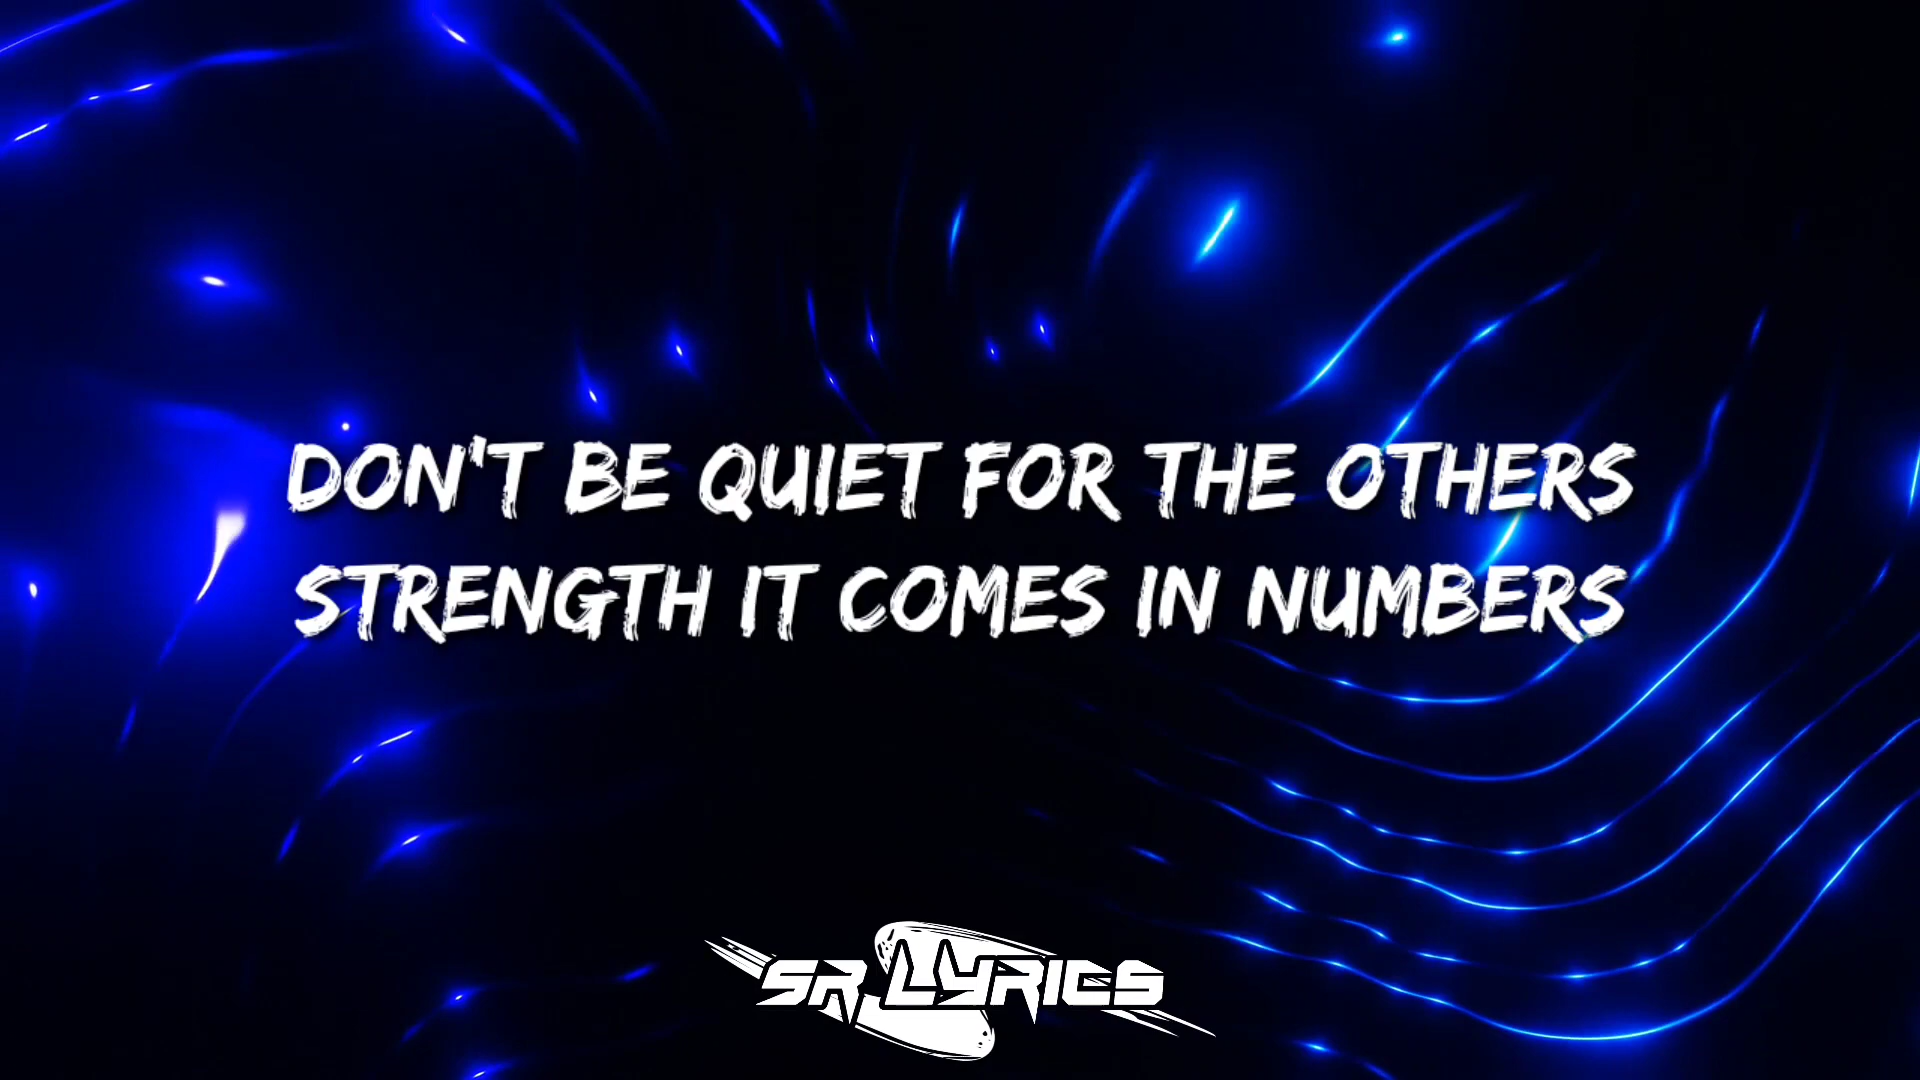 DON'T BE QUIET FOR THE OTHERS
STRENGTH IT COMES IN NUMBERS
SR LYRICS